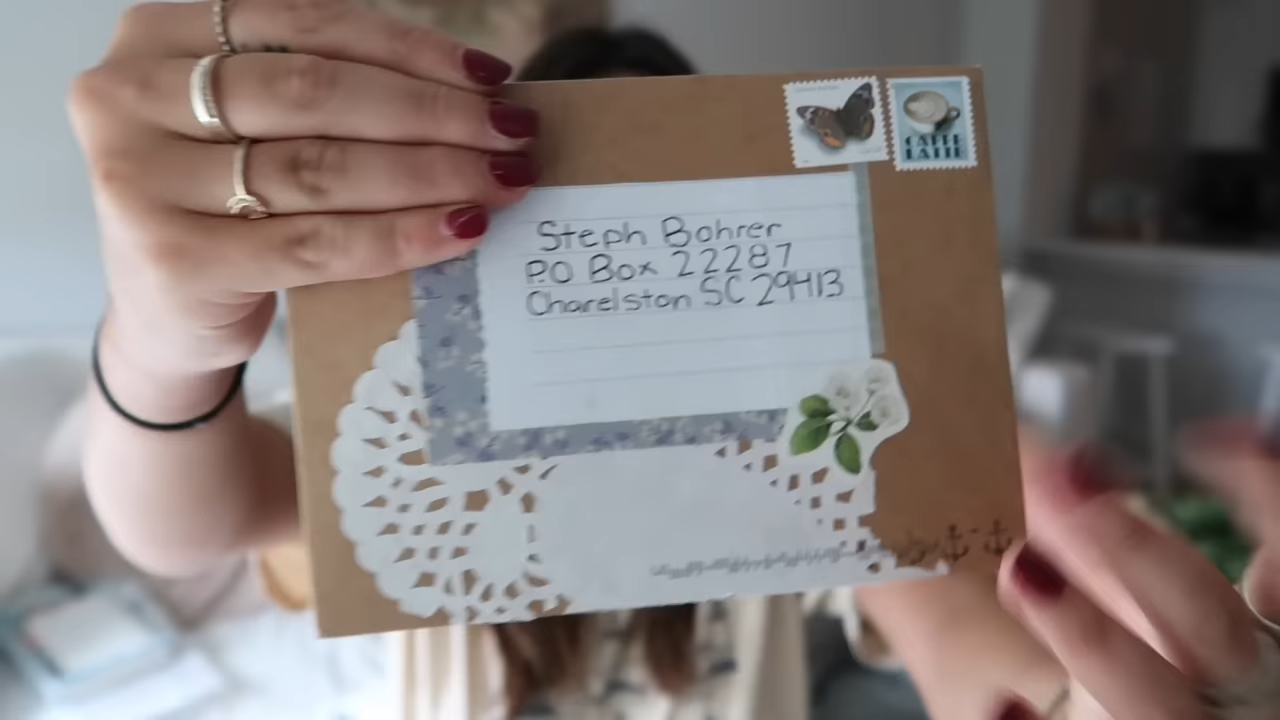 CAFFE
LATTE
Steph Bohrer
P.O Box 22287
Charelston SC 29413